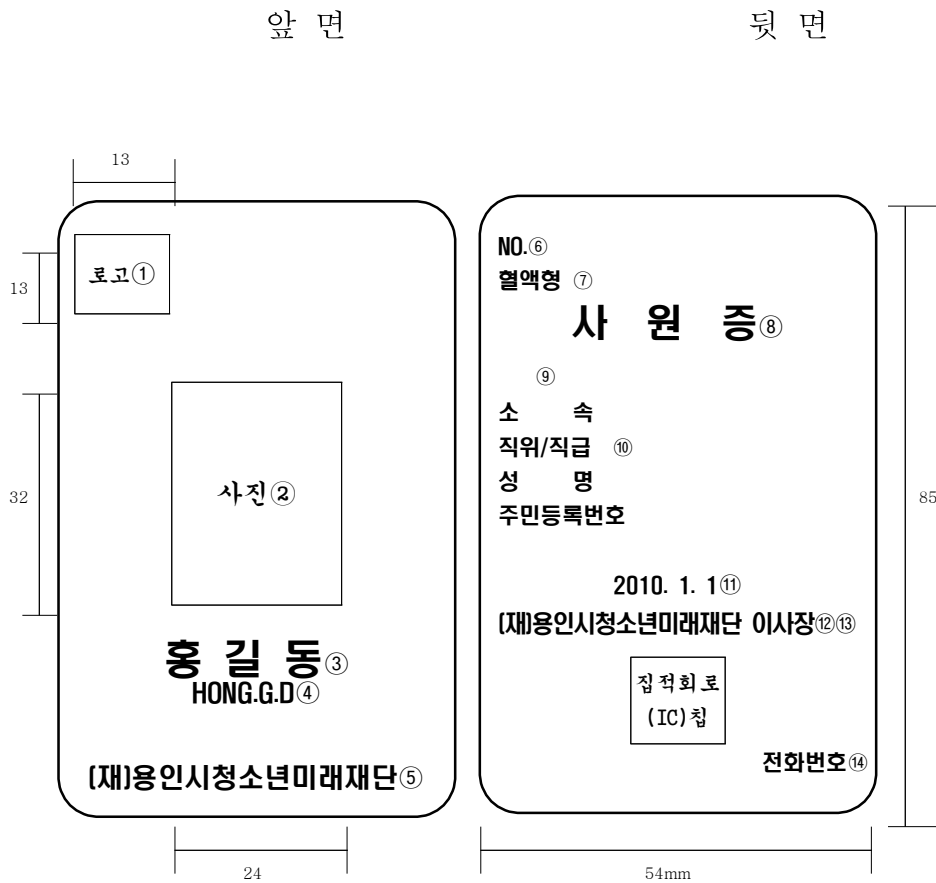 앞 면
뒷 면
13
13
로고①
32
사진②
홍 길 동③
HONG.G.D④
(재)용인시청소년미래재단⑤
24
NO.⑥
혈액형 ⑦
사 원 증⑧
⑨
소 속
직위/직급 ⑩
성 명
주민등록번호
2010. 1. 1⑪
(재)용인시청소년미래재단 이사장⑫⑬
집적회로
(IC)칩
전화번호⑭
85
54mm